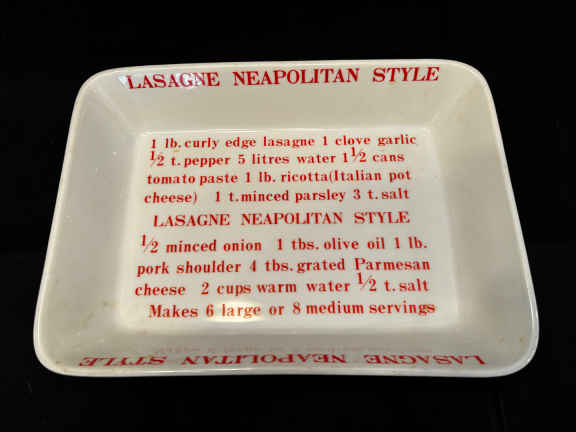 LASAGNE NEAPOLITAN STYLE
1 lb. curly edge lasagne 1 clove garlic
½ t. pepper 5 litres water 1½ cans
tomato paste 1 lb. ricotta (Italian pot
cheese) 1 t. minced parsley 3 t. salt
LASAGNE NEAPOLITAN STYLE
½ minced onion 1 tbs. olive oil 1 lb.
pork shoulder 4 tbs. grated Parmesan
cheese 2 cups warm water ½ t. salt
Makes 6 large or 8 medium servings
LASAGNE NEAPOLITAN STYLE